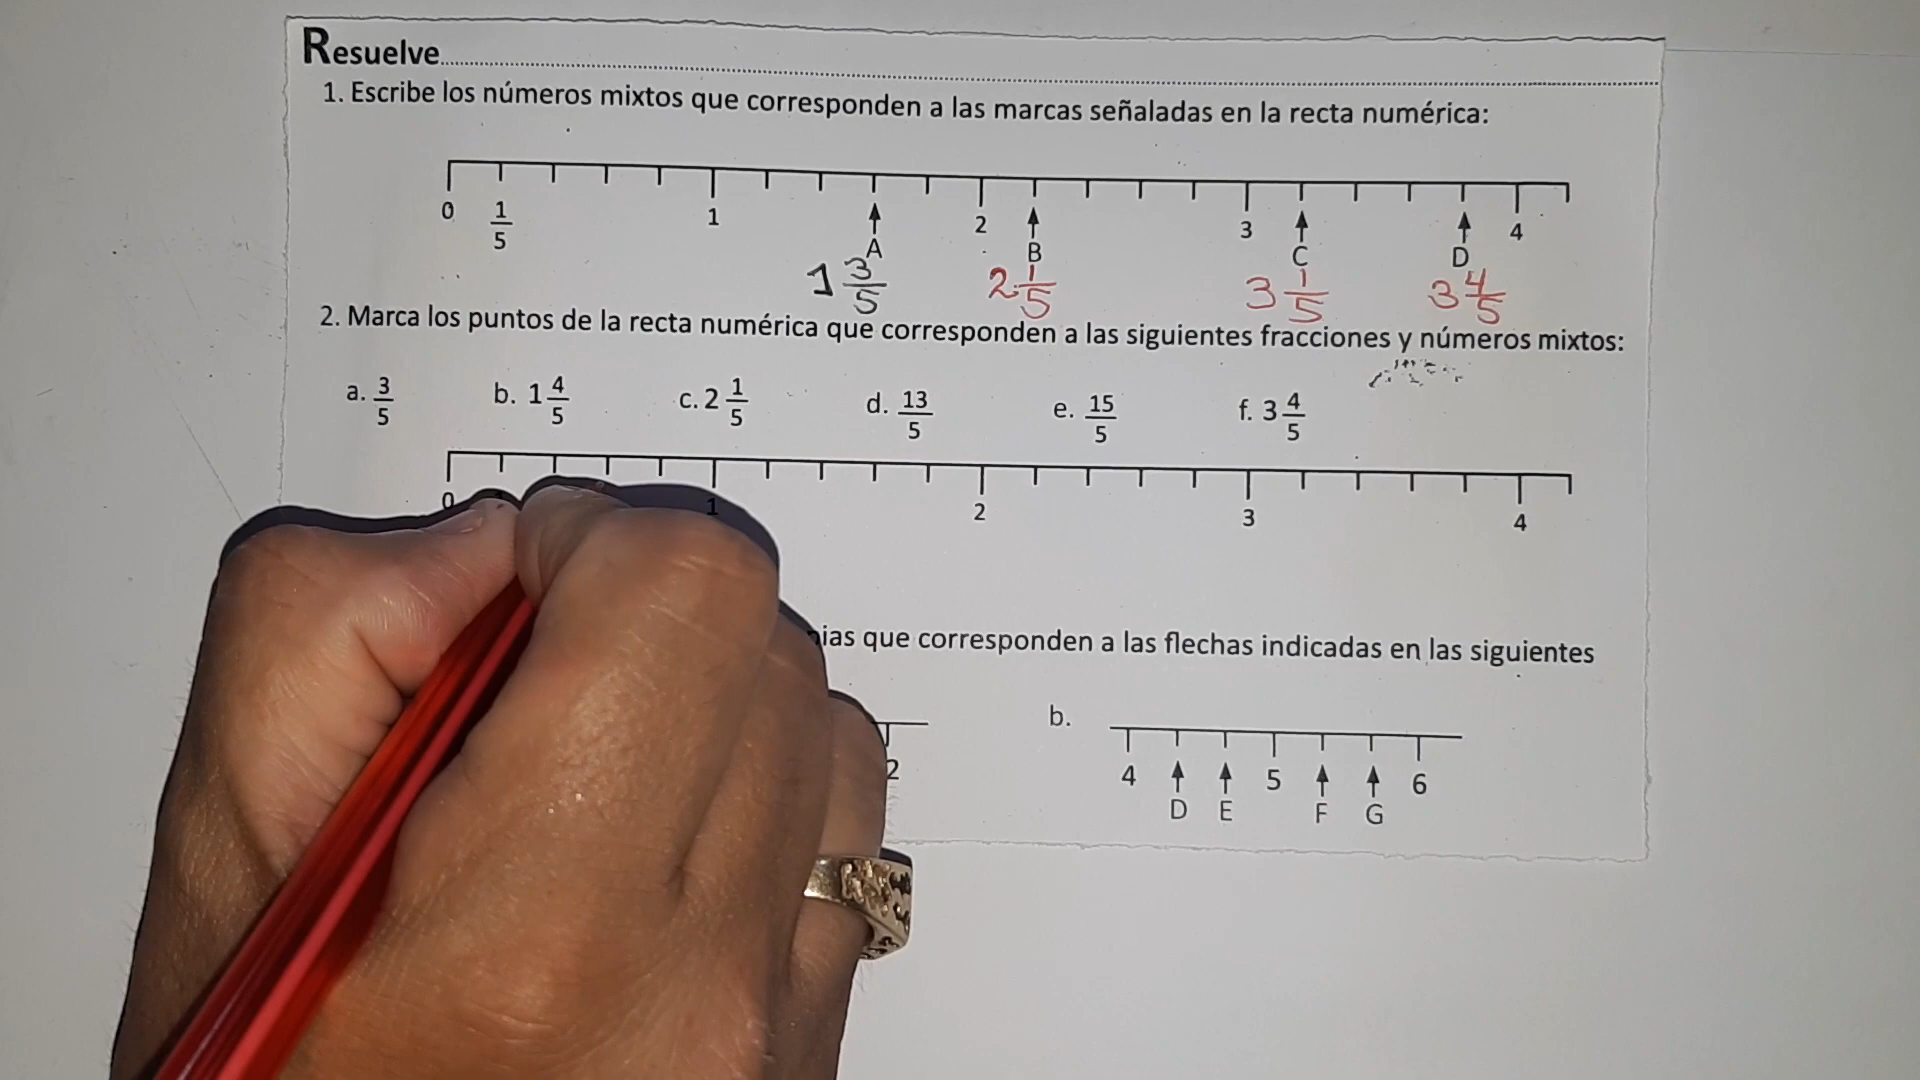 Resuelve
1. Escribe los números mixtos que corresponden a las marcas señaladas en la recta numérica:
0 1/5 1 2 3 4
A B C D
1 3/5 2 1/5 3 1/5 3 4/5
2. Marca los puntos de la recta numérica que corresponden a las siguientes fracciones y números mixtos:
a. 3/5 b. 1 4/5 c. 2 1/5 d. 13/5 e. 15/5 f. 3 4/5
0 1 2 3 4
que corresponden a las flechas indicadas en las siguientes
b.
2 4 5 6
D E F G